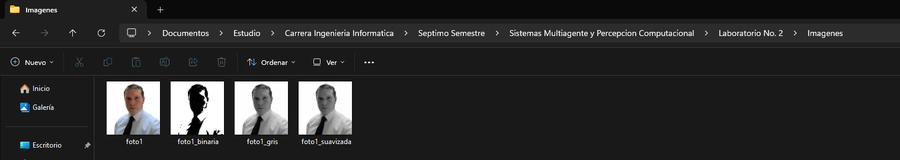 Imagenes
Documentos > Estudio > Carrera Ingenieria Informatica > Septimo Semestre > Sistemas Multiagente y Percepcion Computacional > Laboratorio No. 2 > Imagenes
Nuevo Ordenar Ver
Inicio
Galería
Escritorio
foto1 foto1_binaria foto1_gris foto1_suavizada